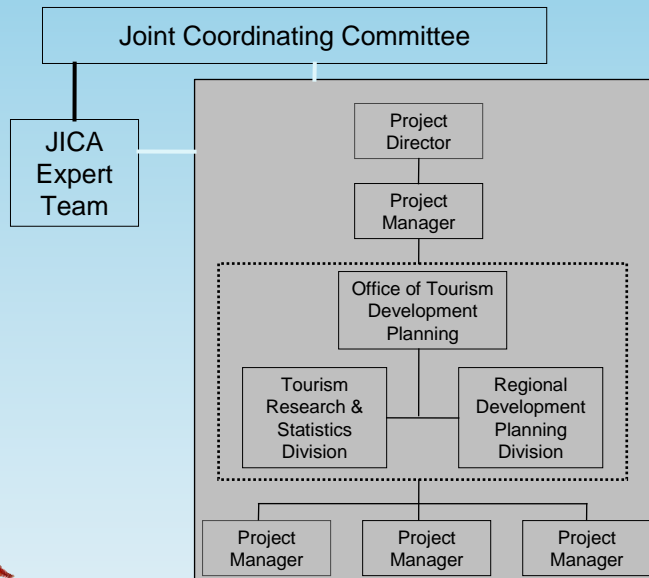 Joint Coordinating Committee
JICA
Expert
Team
Project
Director
Project
Manager
Office of Tourism
Development
Planning
Tourism
Research &
Statistics
Division
Regional
Development
Planning
Division
Project
Manager
Project
Manager
Project
Manager